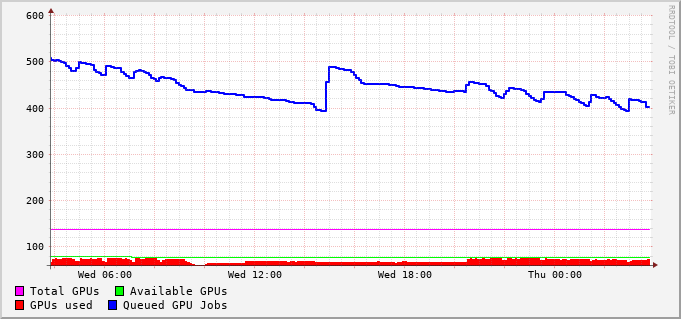 600
500
400
300
200
100
Wed 06:00 Wed 12:00 Wed 18:00 Thu 00:00
Total GPUs Available GPUs
GPUs used Queued GPU Jobs
RRDTOOL / TOBI OETIKER